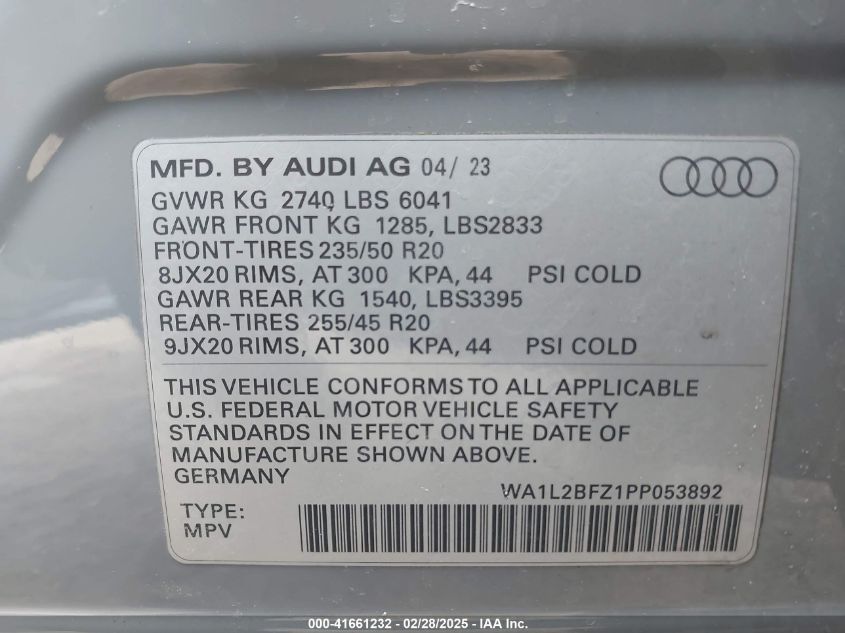 MFD. BY AUDI AG 04/ 23
GVWR KG 2740 LBS 6041
GAWR FRONT KG 1285, LBS2833
FRONT-TIRES 235/50 R20
8JX20 RIMS, AT 300 KPA, 44 PSI COLD
GAWR REAR KG 1540, LBS3395
REAR-TIRES 255/45 R20
9JX20 RIMS, AT 300 KPA, 44 PSI COLD
THIS VEHICLE CONFORMS TO ALL APPLICABLE
U.S. FEDERAL MOTOR VEHICLE SAFETY
STANDARDS IN EFFECT ON THE DATE OF
MANUFACTURE SHOWN ABOVE.
GERMANY
WA1L2BFZ1PP053892
TYPE:
MPV
000-41661232 - 02/28/2025 - IAA Inc.